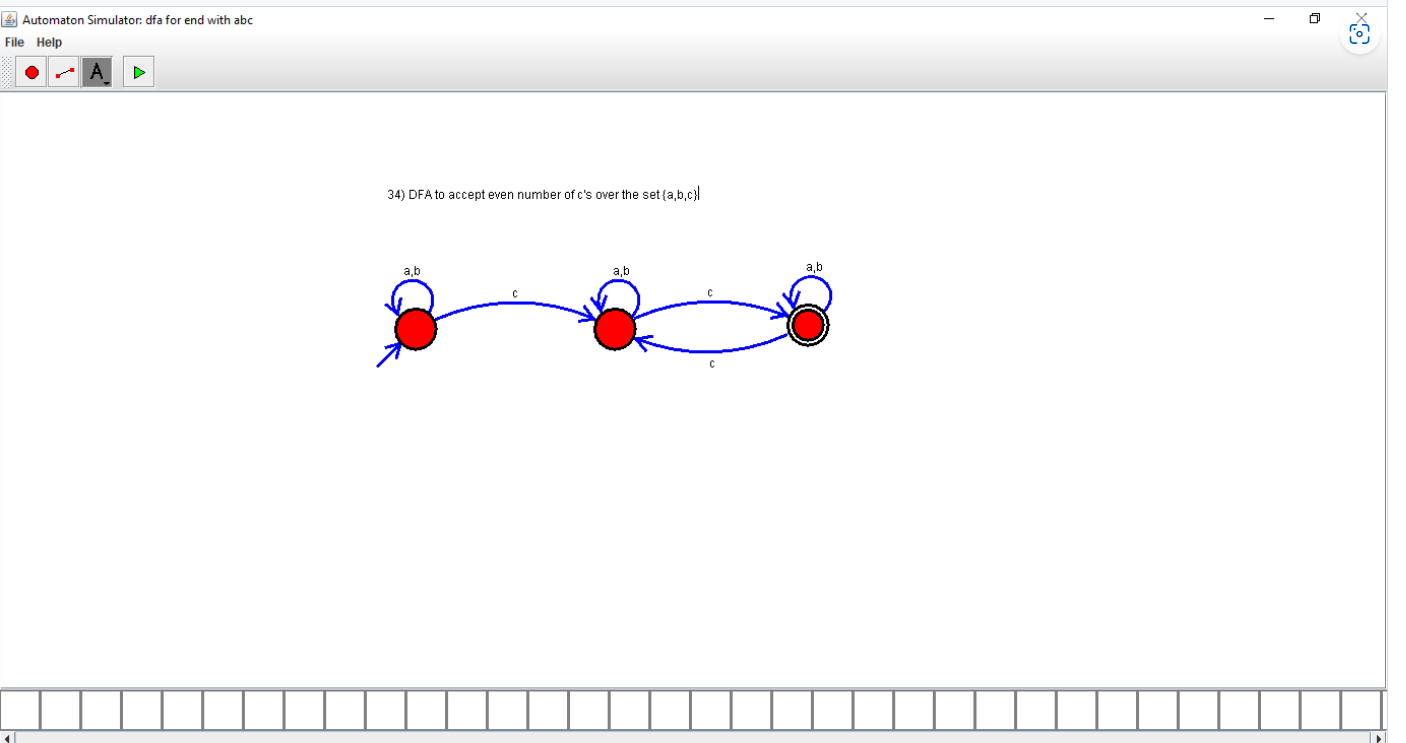 Automaton Simulator: dfa for end with abc
File Help
A
34) DFA to accept even number of c's over the set {a,b,c}
a,b
a,b
a,b
c
c
c